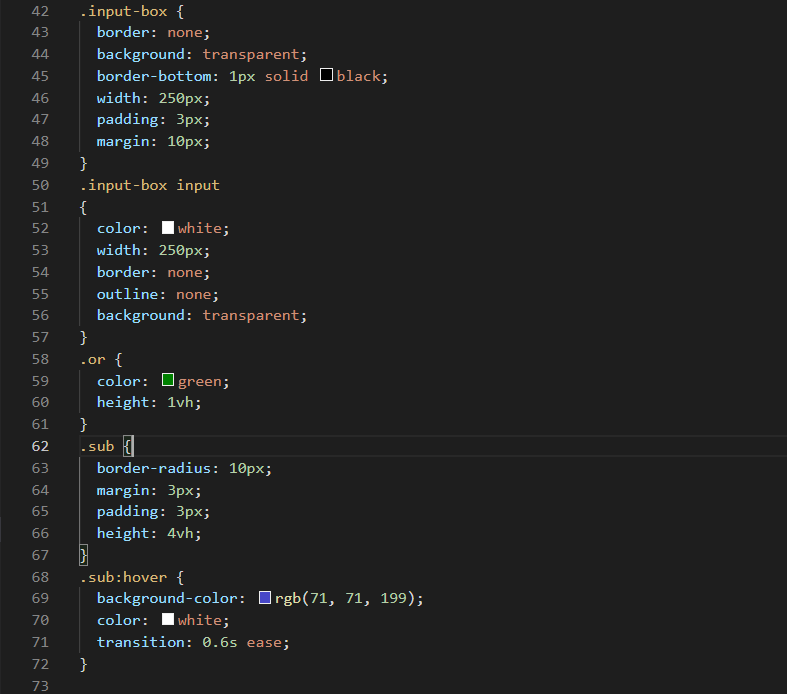 42 .input-box {
43 border: none;
44 background: transparent;
45 border-bottom: 1px solid black;
46 width: 250px;
47 padding: 3px;
48 margin: 10px;
49 }
50 .input-box input
51 {
52 color: white;
53 width: 250px;
54 border: none;
55 outline: none;
56 background: transparent;
57 }
58 .or {
59 color: green;
60 height: 1vh;
61 }
62 .sub {
63 border-radius: 10px;
64 margin: 3px;
65 padding: 3px;
66 height: 4vh;
67 }
68 .sub:hover {
69 background-color: rgb(71, 71, 199);
70 color: white;
71 transition: 0.6s ease;
72 }
73